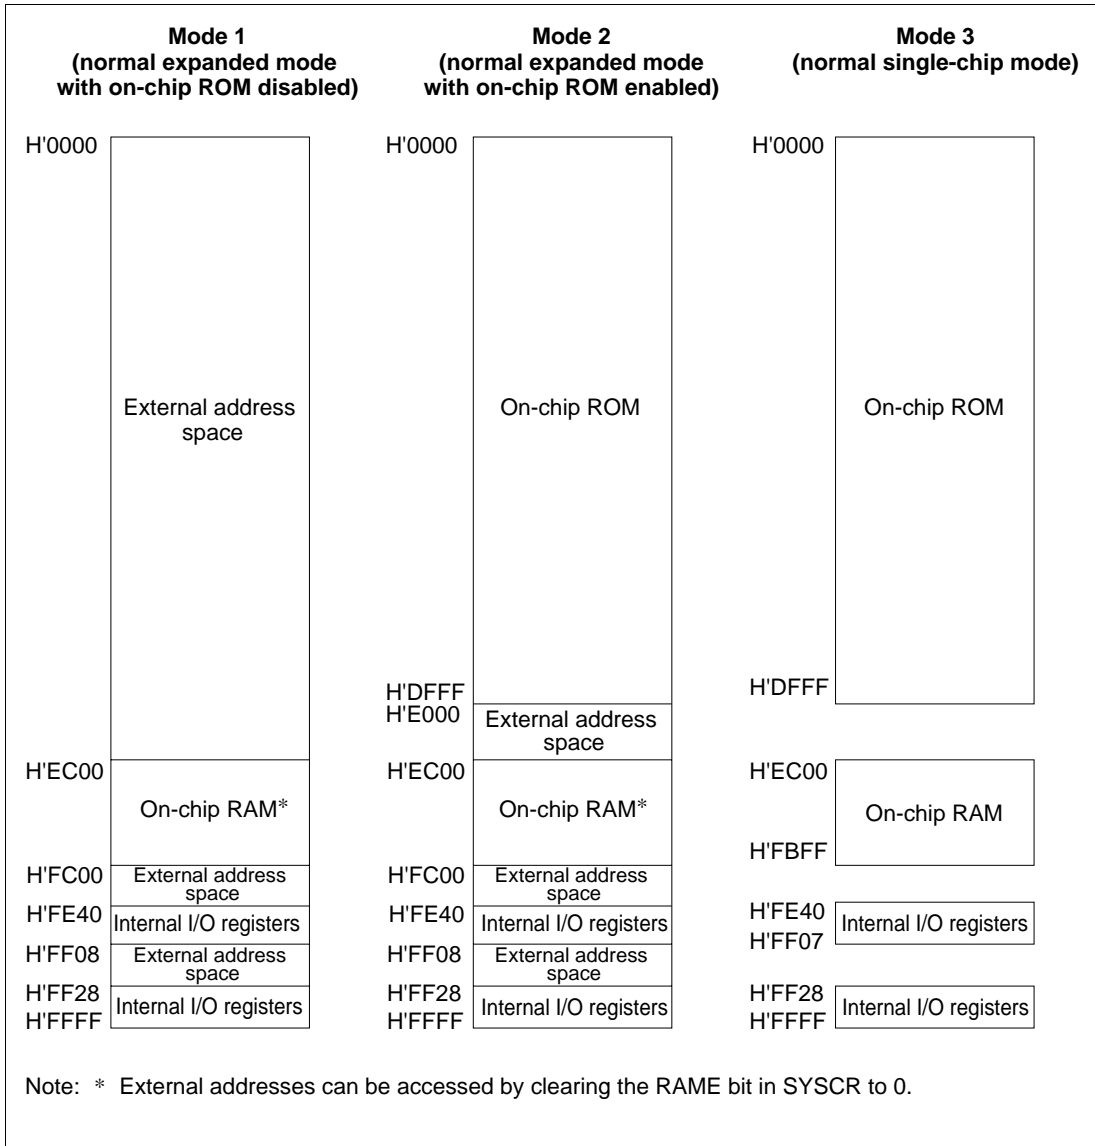 Mode 1
(normal expanded mode
with on-chip ROM disabled)
H'0000
External address
space
H'EC00
On-chip RAM*
H'FC00
External address
space
H'FE40
Internal I/O registers
H'FF08
External address
space
H'FF28
Internal I/O registers
H'FFFF
Mode 2
(normal expanded mode
with on-chip ROM enabled)
H'0000
On-chip ROM
H'DFFF
H'E000
External address
space
H'EC00
On-chip RAM*
H'FC00
External address
space
H'FE40
Internal I/O registers
H'FF08
External address
space
H'FF28
Internal I/O registers
H'FFFF
Mode 3
(normal single-chip mode)
H'0000
On-chip ROM
H'DFFF
H'EC00
On-chip RAM
H'FBFF
H'FE40
Internal I/O registers
H'FF07
H'FF28
Internal I/O registers
H'FFFF
Note: * External addresses can be accessed by clearing the RAME bit in SYSCR to 0.